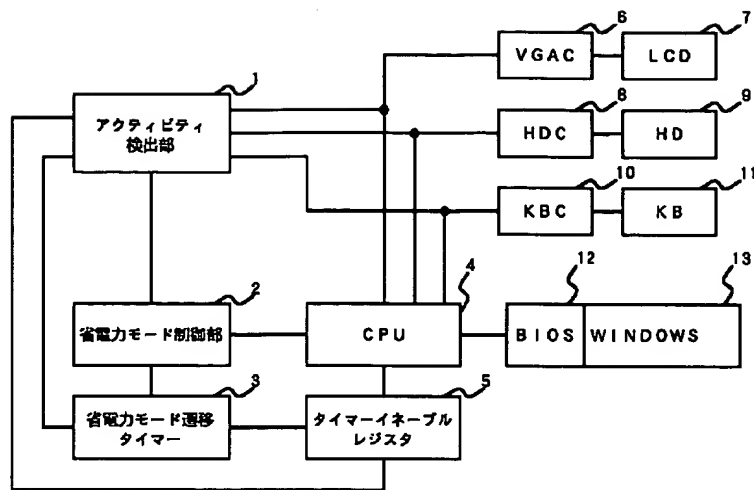 6
7
VGAC
LCD
1
アクティビティ
検出部
8
9
HDC
HD
10
11
KBC
KB
2
4
12
13
省電力モード制御部
CPU
BIOS
WINDOWS
3
5
省電力モード遷移
タイマー
タイマーイネーブル
レジスタ